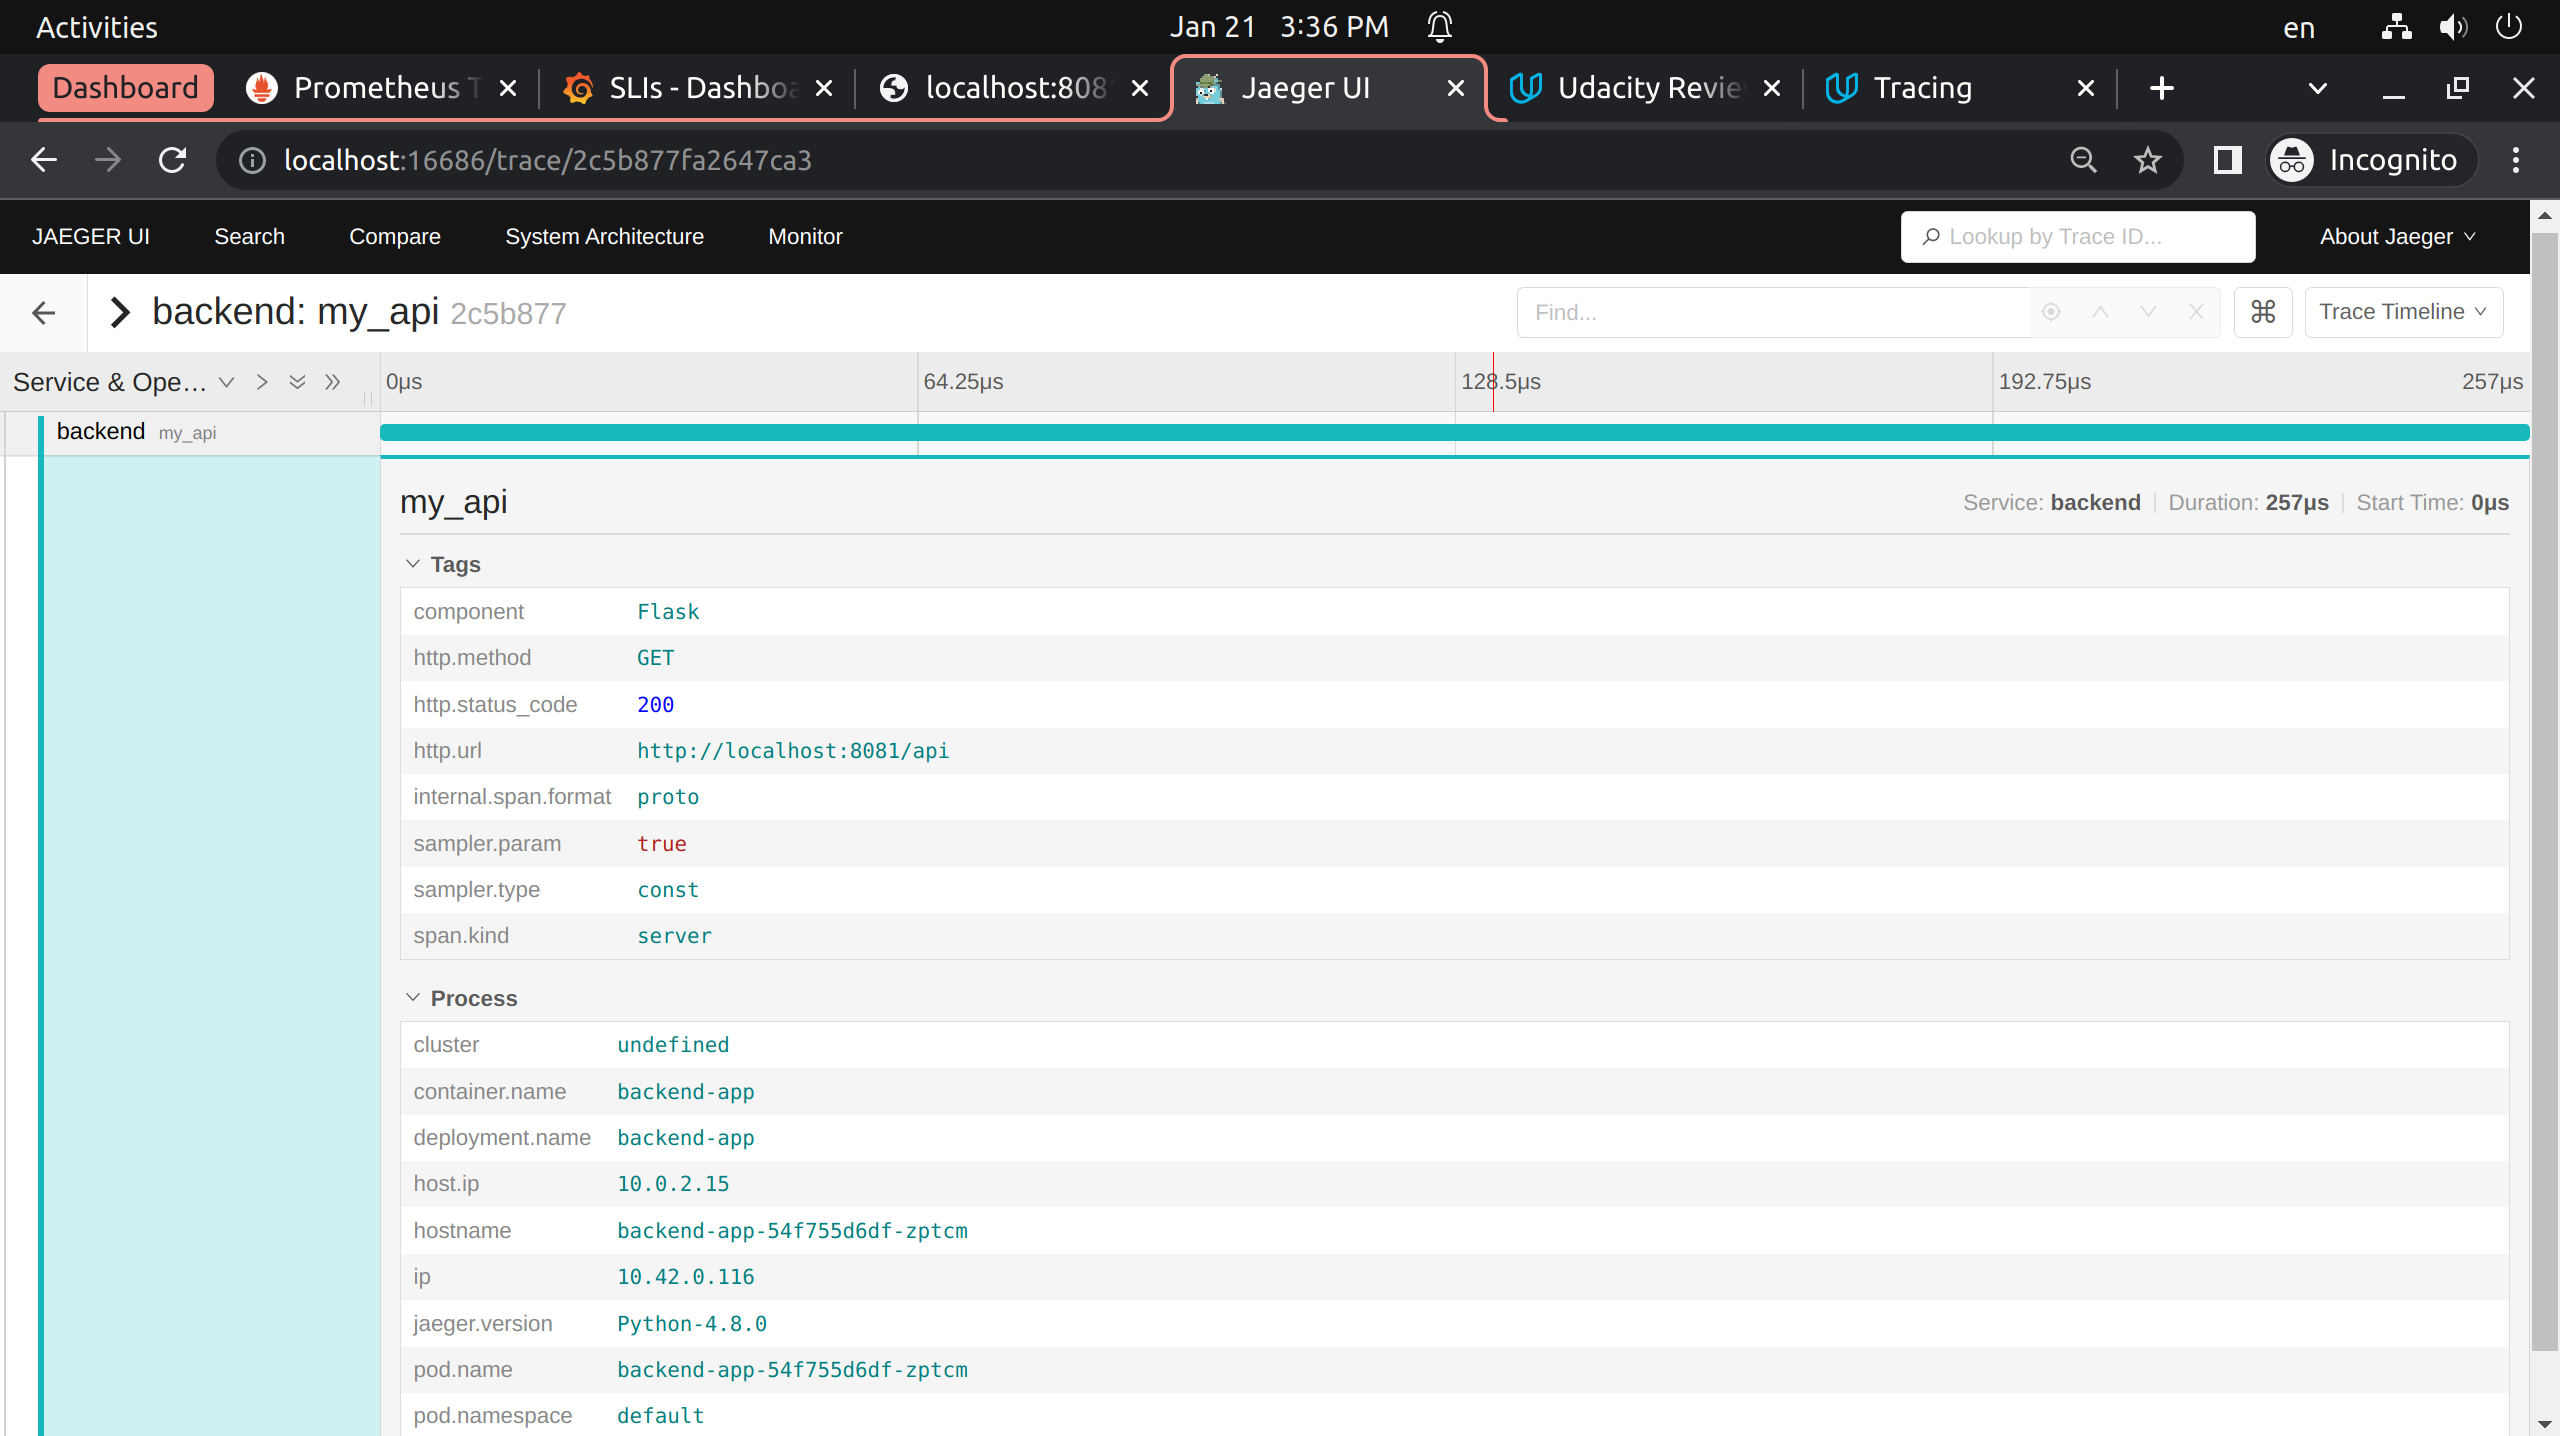 Activities Jan 21 3:36 PM en
Dashboard Prometheus T SLIs - Dashboa localhost:808 Jaeger UI Udacity Revie Tracing
localhost:16686/trace/2c5b877fa2647ca3 Incognito
JAEGER UI Search Compare System Architecture Monitor Lookup by Trace ID... About Jaeger
backend: my_api 2c5b877 Find... Trace Timeline
Service & Ope... 0μs 64.25μs 128.5μs 192.75μs 257μs
backend my_api
my_api Service: backend Duration: 257μs Start Time: 0μs
Tags
component Flask
http.method GET
http.status_code 200
http.url http://localhost:8081/api
internal.span.format proto
sampler.param true
sampler.type const
span.kind server
Process
cluster undefined
container.name backend-app
deployment.name backend-app
host.ip 10.0.2.15
hostname backend-app-54f755d6df-zptcm
ip 10.42.0.116
jaeger.version Python-4.8.0
pod.name backend-app-54f755d6df-zptcm
pod.namespace default